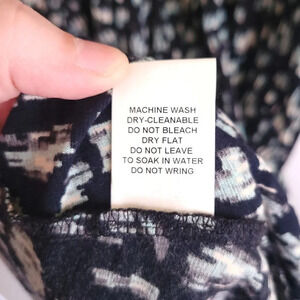 MACHINE WASH
DRY-CLEANABLE
DO NOT BLEACH
DRY FLAT
DO NOT LEAVE
TO SOAK IN WATER
DO NOT WRING